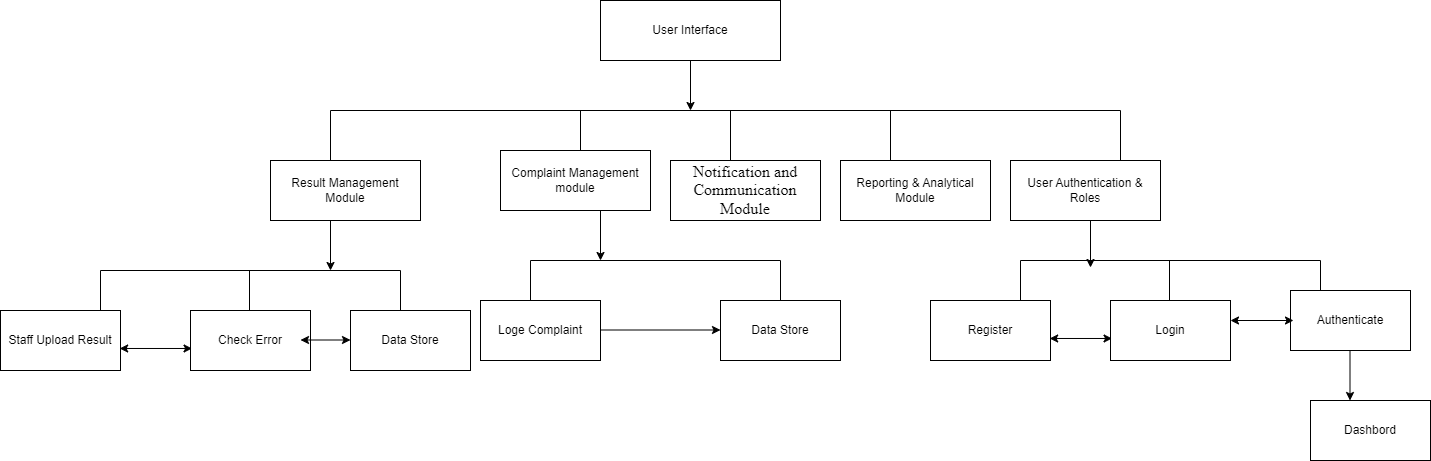 User Interface
Result Management
Module
Complaint Management
module
Notification and
Communication
Module
Reporting & Analytical
Module
User Authentication &
Roles
Staff Upload Result
Check Error
Data Store
Loge Complaint
Data Store
Register
Login
Authenticate
Dashbord